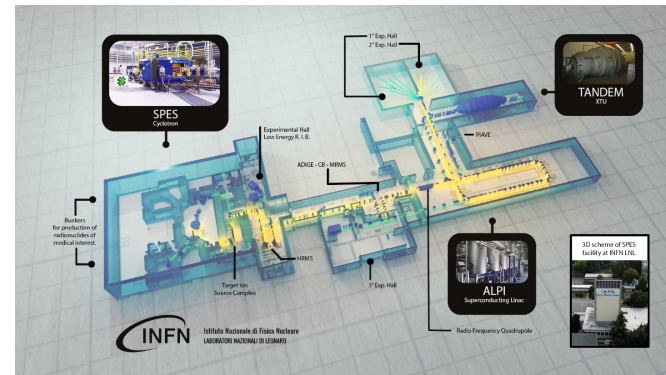 1° Exp. Hall
2° Exp. Hall
SPES
Cyclotron
TANDEM
XTU
Experimental Hall
Low Energy R. I. B.
PIAVE
ADIGE - CB - MRMS
Bunkers
for production of
radionuclides of
medical interest.
3D scheme of SPES
facility at INFN LNL
HRMS
Target Ion
Source Complex
3° Exp. Hall
ALPI
Superconducting Linac
Radio Frequency Quadrupole
INFN
Istituto Nazionale di Fisica Nucleare
LABORATORI NAZIONALI DI LEGNARO